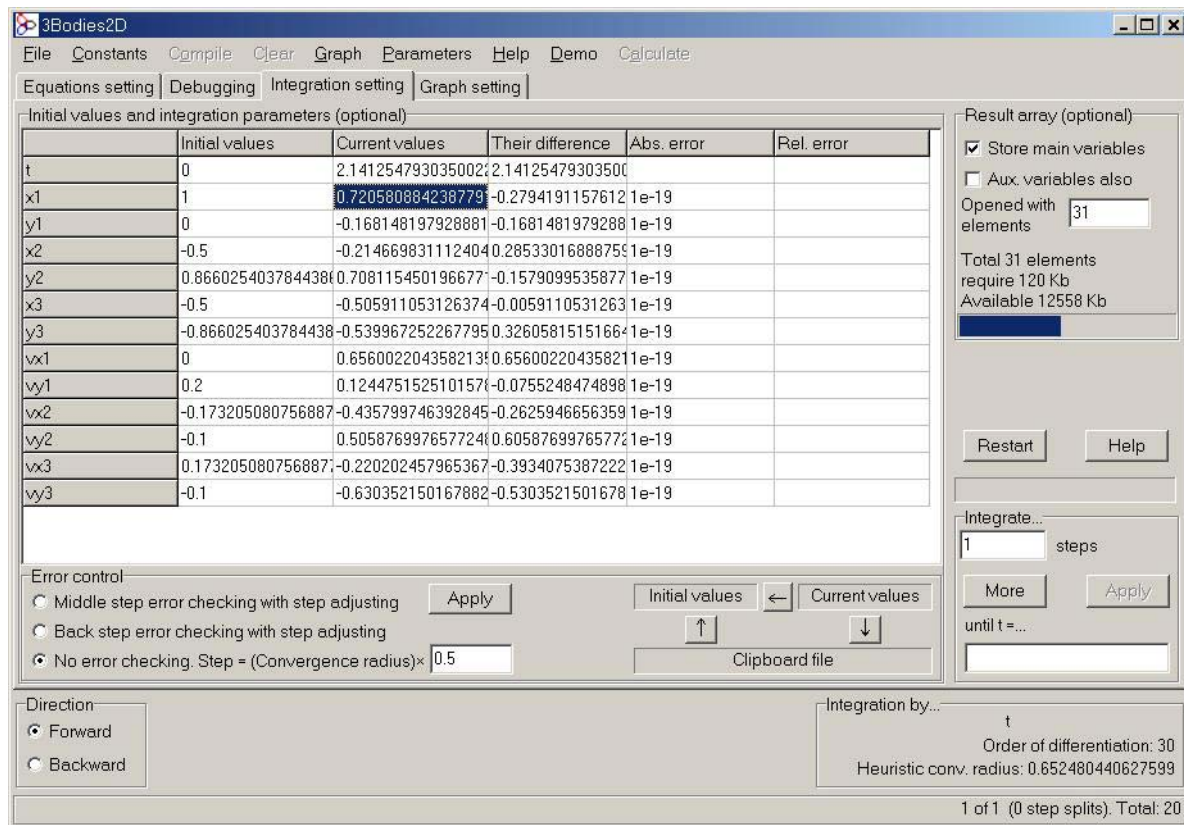 3Bodies2D
File Constants Compile Clear Graph Parameters Help Demo Calculate
Equations setting Debugging Integration setting Graph setting
Initial values and integration parameters (optional)
Initial values Current values Their difference Abs. error Rel. error
t 0 2.1412547930350022 2.14125479303500
x1 1 0.720580884238779 -0.2794191157612 1e-19
y1 0 -0.168148197928881 -0.1681481979288 1e-19
x2 -0.5 -0.214669831112404 0.28533016888759 1e-19
y2 0.866025403784438 0.708115450196677 -0.1579099535877 1e-19
x3 -0.5 -0.505911053126374 -0.0059110531263 1e-19
y3 -0.866025403784438 -0.539967252267795 0.32605815151664 1e-19
vx1 0 0.656002204358213 0.65600220435821 1e-19
vy1 0.2 0.124475152510157 -0.0755248474898 1e-19
vx2 -0.173205080756887 -0.435799746392845 -0.2625946656359 1e-19
vy2 -0.1 0.505876997657724 0.60587699765772 1e-19
vx3 0.173205080756887 -0.220202457965367 -0.3934075387222 1e-19
vy3 -0.1 -0.630352150167882 -0.5303521501678 1e-19
Error control
Middle step error checking with step adjusting
Back step error checking with step adjusting
No error checking. Step = (Convergence radius)× 0.5
Apply
Initial values ← Current values
↑ ↓
Clipboard file
Result array (optional)
Store main variables
Aux. variables also
Opened with
elements
31
Total 31 elements
require 120 Kb
Available 12558 Kb
Restart Help
Integrate...
1 steps
More Apply
until t =...
Direction
Forward
Backward
Integration by...
t
Order of differentiation: 30
Heuristic conv. radius: 0.652480440627599
1 of 1 (0 step splits). Total: 20